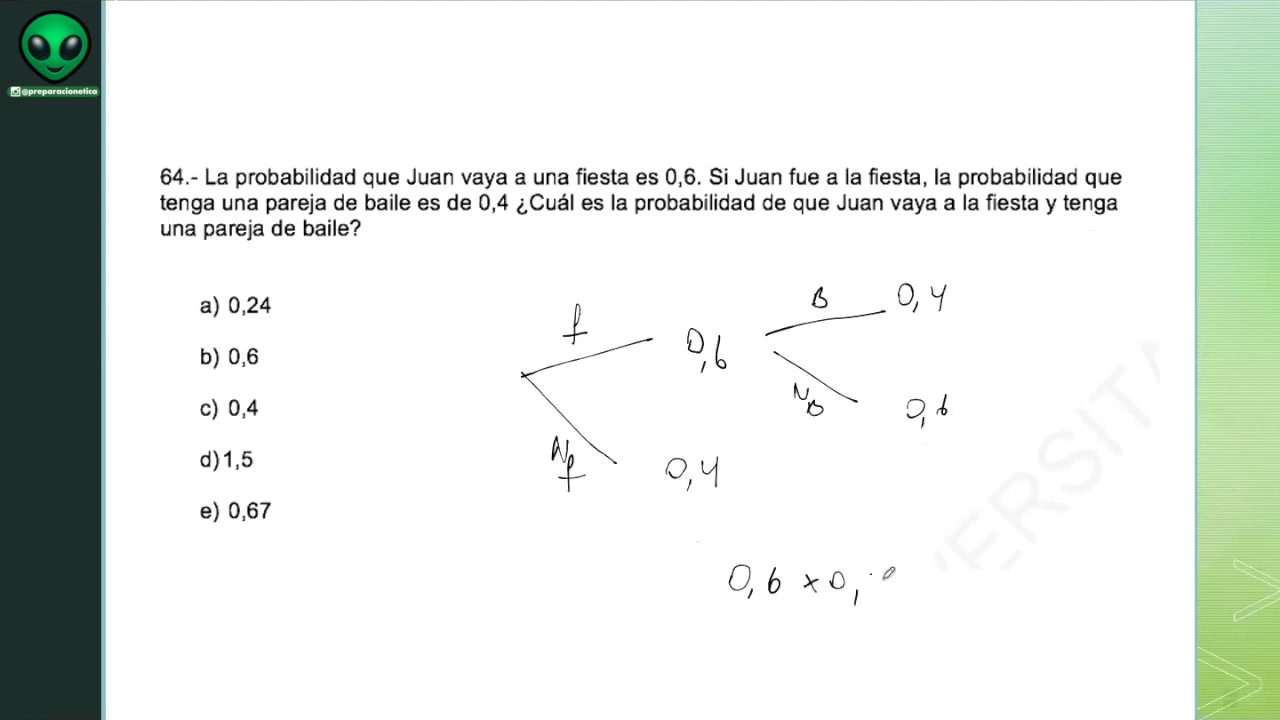 @preparacionetica
64.- La probabilidad que Juan vaya a una fiesta es 0,6. Si Juan fue a la fiesta, la probabilidad que
tenga una pareja de baile es de 0,4 ¿Cuál es la probabilidad de que Juan vaya a la fiesta y tenga
una pareja de baile?
a) 0,24
b) 0,6
c) 0,4
d) 1,5
e) 0,67
f
0,6
B
0,4
NB
0,6
Nf
0,4
0,6 x 0,
ERSITA